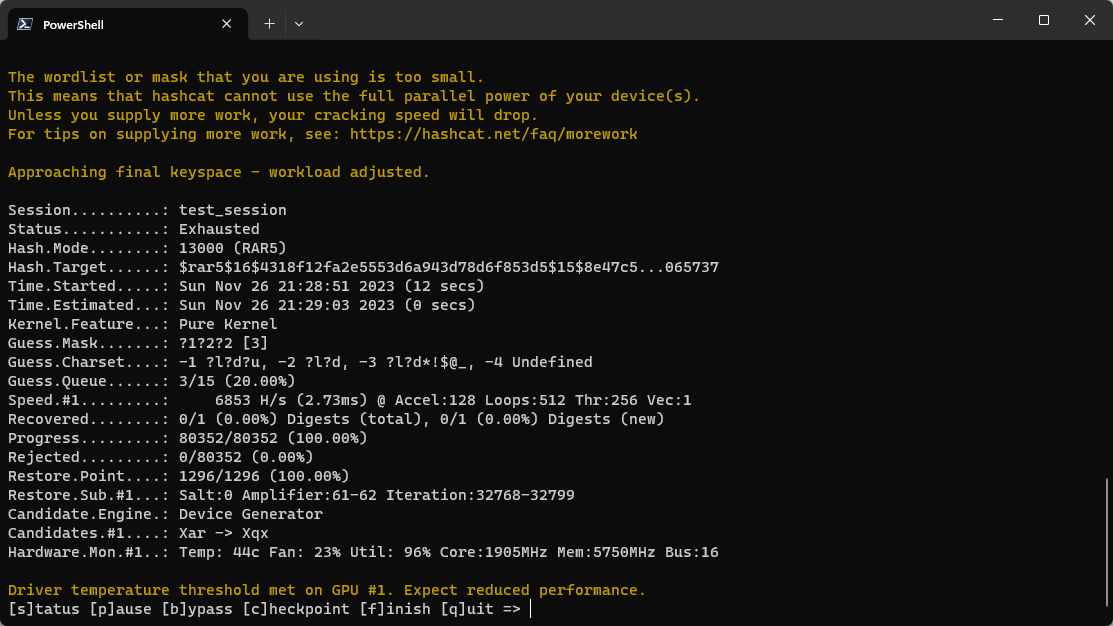 PowerShell
The wordlist or mask that you are using is too small.
This means that hashcat cannot use the full parallel power of your device(s).
Unless you supply more work, your cracking speed will drop.
For tips on supplying more work, see: https://hashcat.net/faq/morework
Approaching final keyspace - workload adjusted.
Session..........: test_session
Status...........: Exhausted
Hash.Mode........: 13000 (RAR5)
Hash.Target......: $rar5$16$4318f12fa2e5553d6a943d78d6f853d5$15$8e47c5...065737
Time.Started.....: Sun Nov 26 21:28:51 2023 (12 secs)
Time.Estimated...: Sun Nov 26 21:29:03 2023 (0 secs)
Kernel.Feature...: Pure Kernel
Guess.Mask.......: ?1?2?2 [3]
Guess.Charset....: -1 ?l?d?u, -2 ?l?d, -3 ?l?d*!$@_, -4 Undefined
Guess.Queue......: 3/15 (20.00%)
Speed.#1.........:     6853 H/s (2.73ms) @ Accel:128 Loops:512 Thr:256 Vec:1
Recovered........: 0/1 (0.00%) Digests (total), 0/1 (0.00%) Digests (new)
Progress.........: 80352/80352 (100.00%)
Rejected.........: 0/80352 (0.00%)
Restore.Point....: 1296/1296 (100.00%)
Restore.Sub.#1...: Salt:0 Amplifier:61-62 Iteration:32768-32799
Candidate.Engine.: Device Generator
Candidates.#1....: Xar -> Xqx
Hardware.Mon.#1..: Temp: 44c Fan: 23% Util: 96% Core:1905MHz Mem:5750MHz Bus:16
Driver temperature threshold met on GPU #1. Expect reduced performance.
[s]tatus [p]ause [b]ypass [c]heckpoint [f]inish [q]uit =>